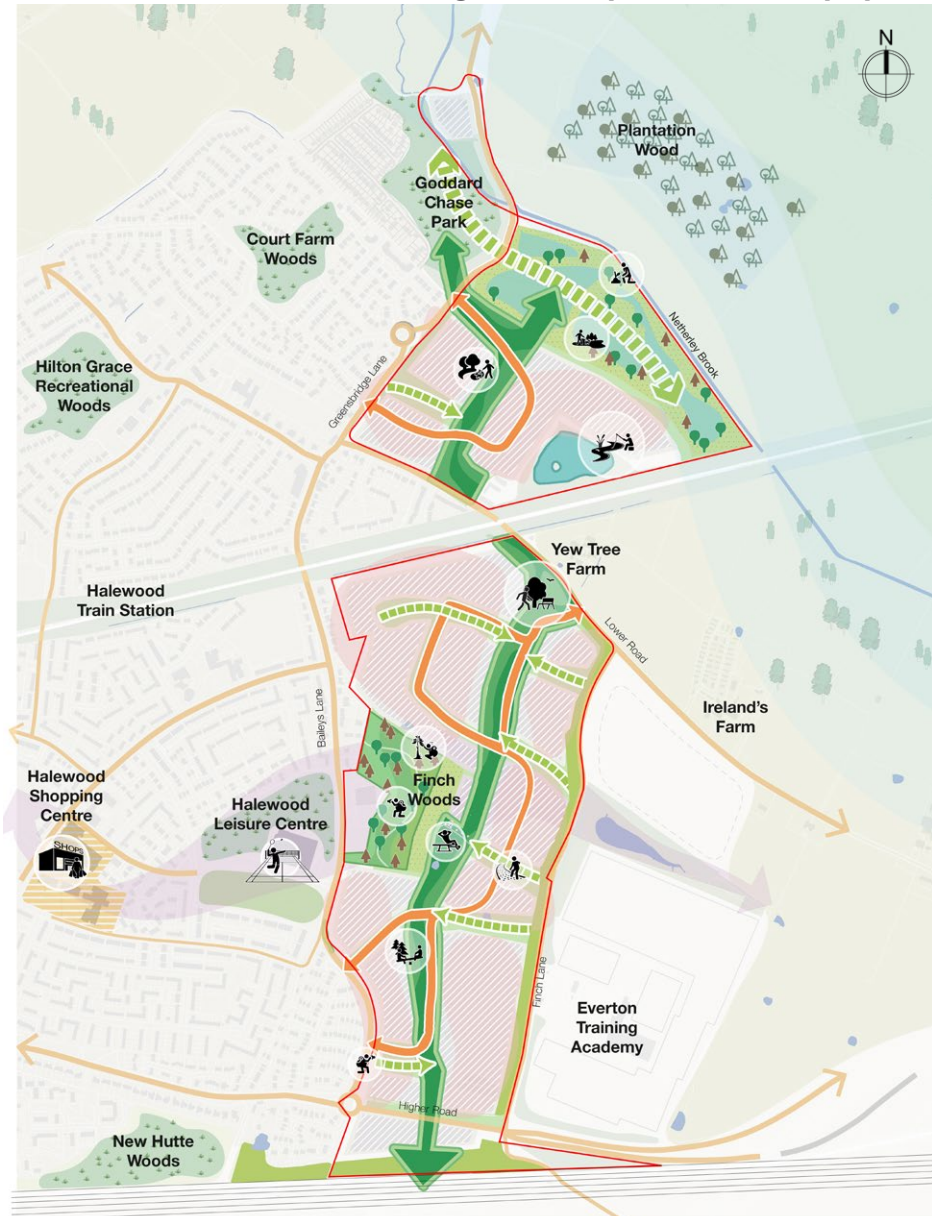 N
Plantation
Wood
Goddard
Chase
Park
Court Farm
Woods
Netherley Brook
Hilton Grace
Recreational
Woods
Greensbridge Lane
Yew Tree
Farm
Halewood
Train Station
Lower Road
Ireland's
Farm
Baileys Lane
Halewood
Shopping
Centre
SHOPS
Halewood
Leisure Centre
Finch
Woods
Finch Lane
Everton
Training
Academy
Higher Road
New Hutte
Woods